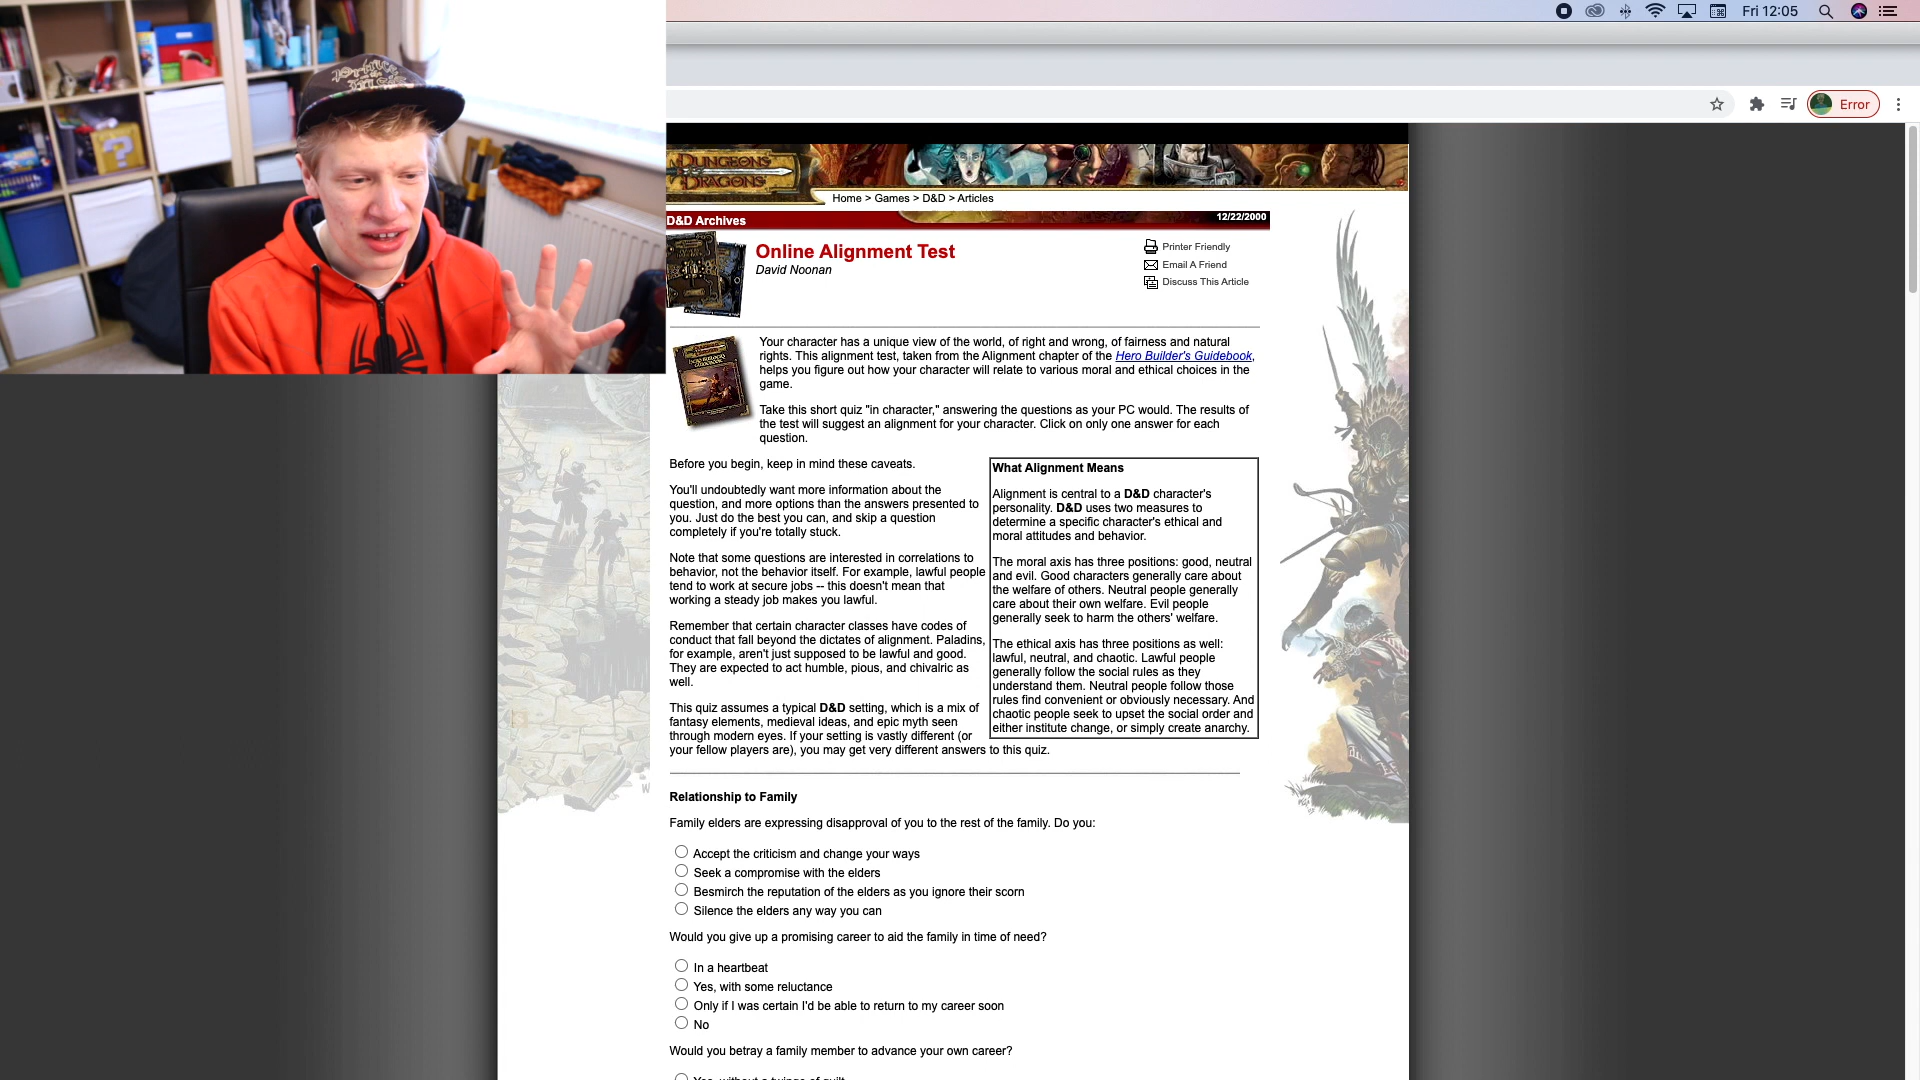 Fri 12:05
Error
DUNGEONS
DRAGONS
Home > Games > D&D > Articles
D&D Archives
12/22/2000
Online Alignment Test
David Noonan
Printer Friendly
Email A Friend
Discuss This Article
Your character has a unique view of the world, of right and wrong, of fairness and natural
rights. This alignment test, taken from the Alignment chapter of the Hero Builder's Guidebook,
helps you figure out how your character will relate to various moral and ethical choices in the
game.
Take this short quiz "in character," answering the questions as your PC would. The results of
the test will suggest an alignment for your character. Click on only one answer for each
question.
Before you begin, keep in mind these caveats.
You'll undoubtedly want more information about the
question, and more options than the answers presented to
you. Just do the best you can, and skip a question
completely if you're totally stuck.
Note that some questions are interested in correlations to
behavior, not the behavior itself. For example, lawful people
tend to work at secure jobs -- this doesn't mean that
working a steady job makes you lawful.
Remember that certain character classes have codes of
conduct that fall beyond the dictates of alignment. Paladins,
for example, aren't just supposed to be lawful and good.
They are expected to act humble, pious, and chivalric as
well.
This quiz assumes a typical D&D setting, which is a mix of
fantasy elements, medieval ideas, and epic myth seen
through modern eyes. If your setting is vastly different (or
your fellow players are), you may get very different answers to this quiz.
What Alignment Means
Alignment is central to a D&D character's
personality. D&D uses two measures to
determine a specific character's ethical and
moral attitudes and behavior.
The moral axis has three positions: good, neutral
and evil. Good characters generally care about
the welfare of others. Neutral people generally
care about their own welfare. Evil people
generally seek to harm the others' welfare.
The ethical axis has three positions as well:
lawful, neutral, and chaotic. Lawful people
generally follow the social rules as they
understand them. Neutral people follow those
rules find convenient or obviously necessary. And
chaotic people seek to upset the social order and
either institute change, or simply create anarchy.
Relationship to Family
Family elders are expressing disapproval of you to the rest of the family. Do you:
Accept the criticism and change your ways
Seek a compromise with the elders
Besmirch the reputation of the elders as you ignore their scorn
Silence the elders any way you can
Would you give up a promising career to aid the family in time of need?
In a heartbeat
Yes, with some reluctance
Only if I was certain I'd be able to return to my career soon
No
Would you betray a family member to advance your own career?
Yes, without a twinge of guilt